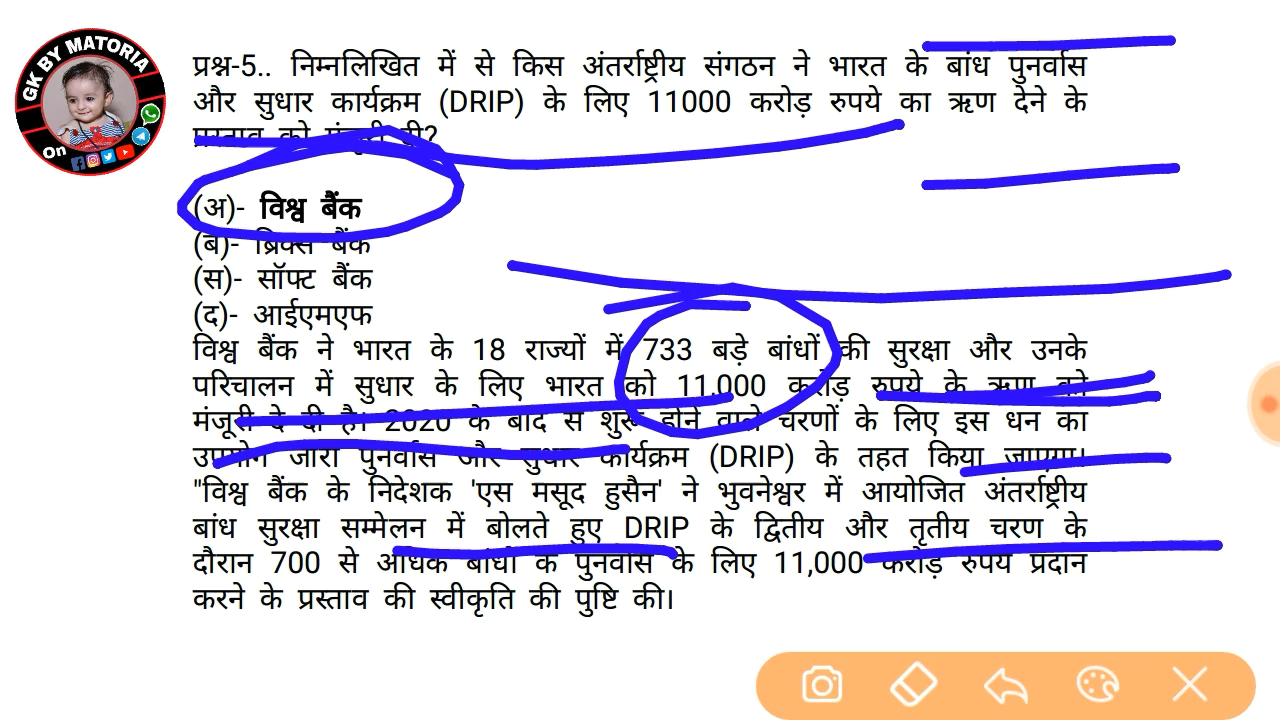 GK BY MATORIA
On
प्रश्न-5.. निम्नलिखित में से किस अंतर्राष्ट्रीय संगठन ने भारत के बांध पुनर्वास
और सुधार कार्यक्रम (DRIP) के लिए 11000 करोड़ रुपये का ऋण देने के
प्रस्ताव को मंजूरी दी?
(अ)- विश्व बैंक
(ब)- ब्रिक्स बैंक
(स)- सॉफ्ट बैंक
(द)- आईएमएफ
विश्व बैंक ने भारत के 18 राज्यों में 733 बड़े बांधों की सुरक्षा और उनके
परिचालन में सुधार के लिए भारत को 11,000 करोड़ रुपये के ऋण को
मंजूरी दे दी है। 2020 के बाद से शुरू होने वाले चरणों के लिए इस धन का
उपयोग जारी पुनर्वास और सुधार कार्यक्रम (DRIP) के तहत किया जाएगा।
"विश्व बैंक के निदेशक 'एस मसूद हुसैन' ने भुवनेश्वर में आयोजित अंतर्राष्ट्रीय
बांध सुरक्षा सम्मेलन में बोलते हुए DRIP के द्वितीय और तृतीय चरण के
दौरान 700 से अधिक बांधों के पुनर्वास के लिए 11,000 करोड़ रुपये प्रदान
करने के प्रस्ताव की स्वीकृति की पुष्टि की।